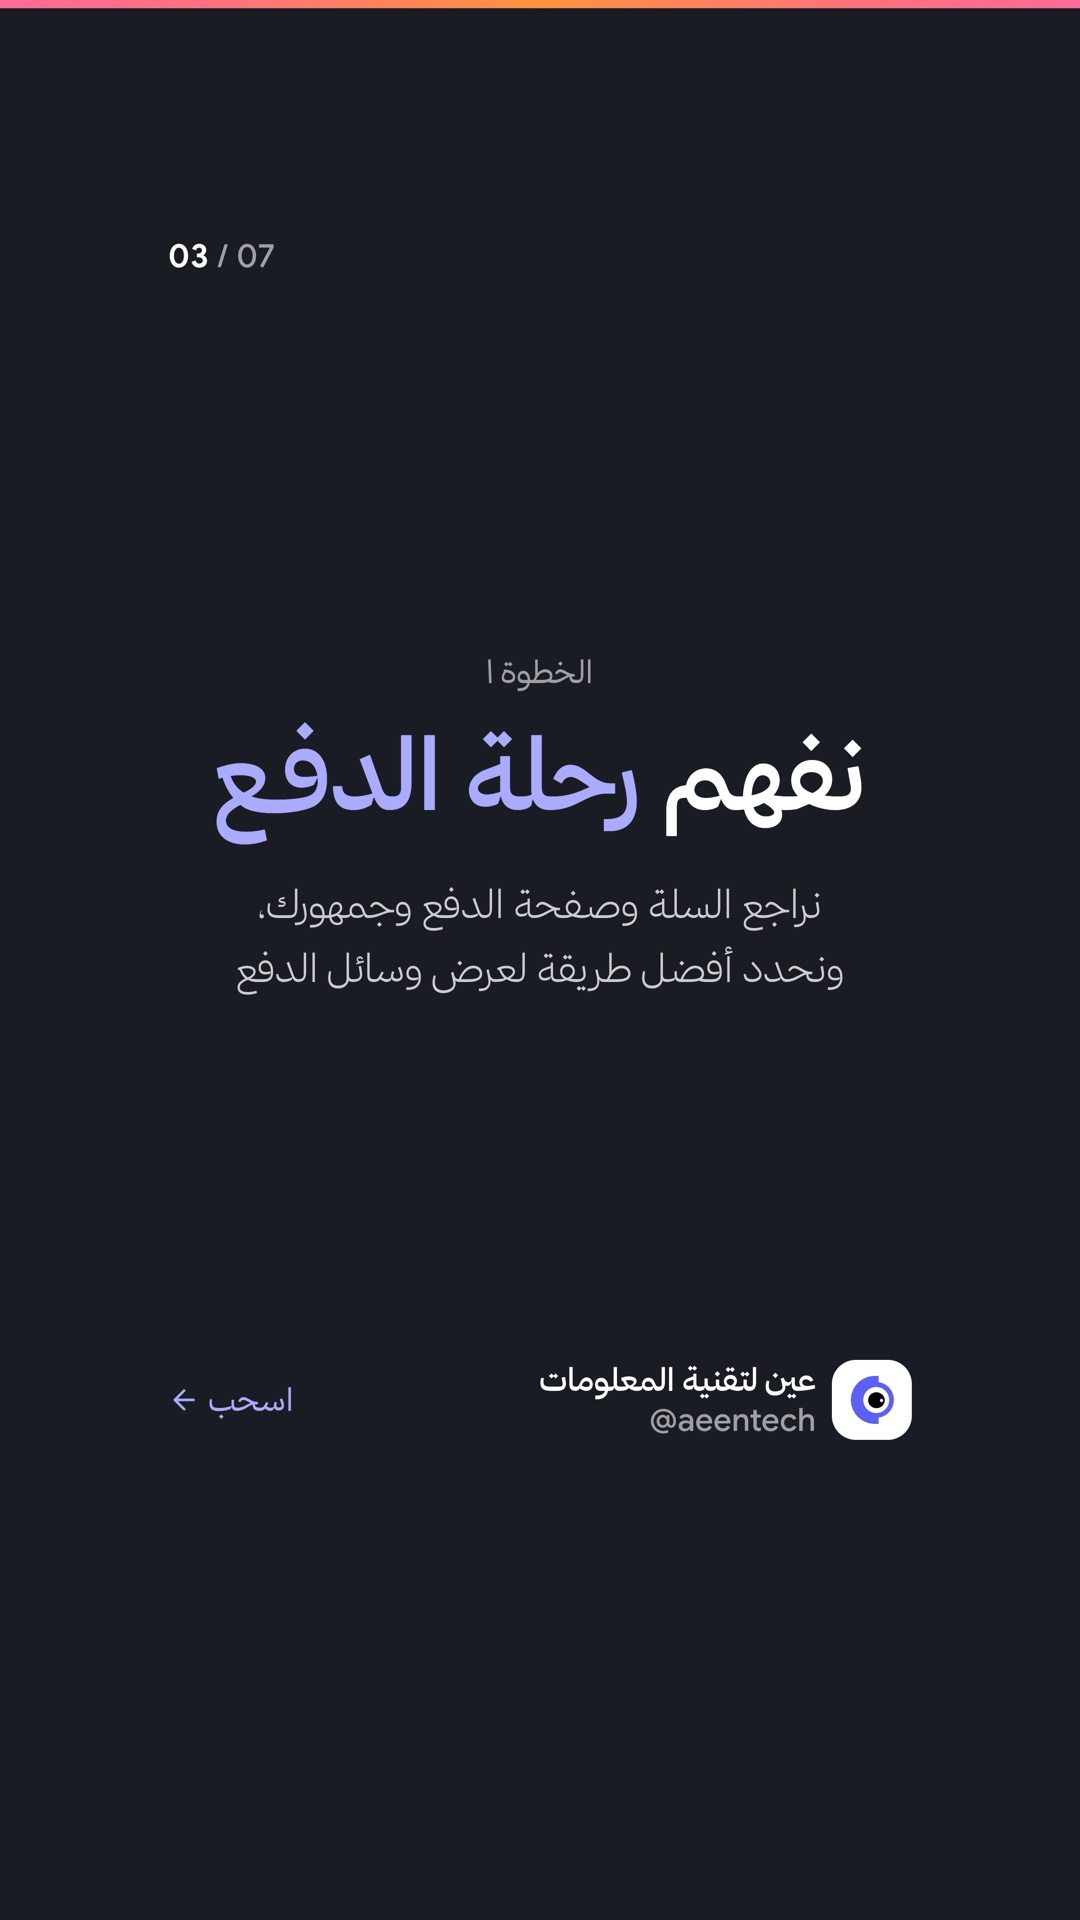 03 / 07
الخطوة ١
نفهم رحلة الدفع
نراجع السلة وصفحة الدفع وجمهورك،
ونحدد أفضل طريقة لعرض وسائل الدفع
عين لتقنية المعلومات
@aeentech
اسحب ←